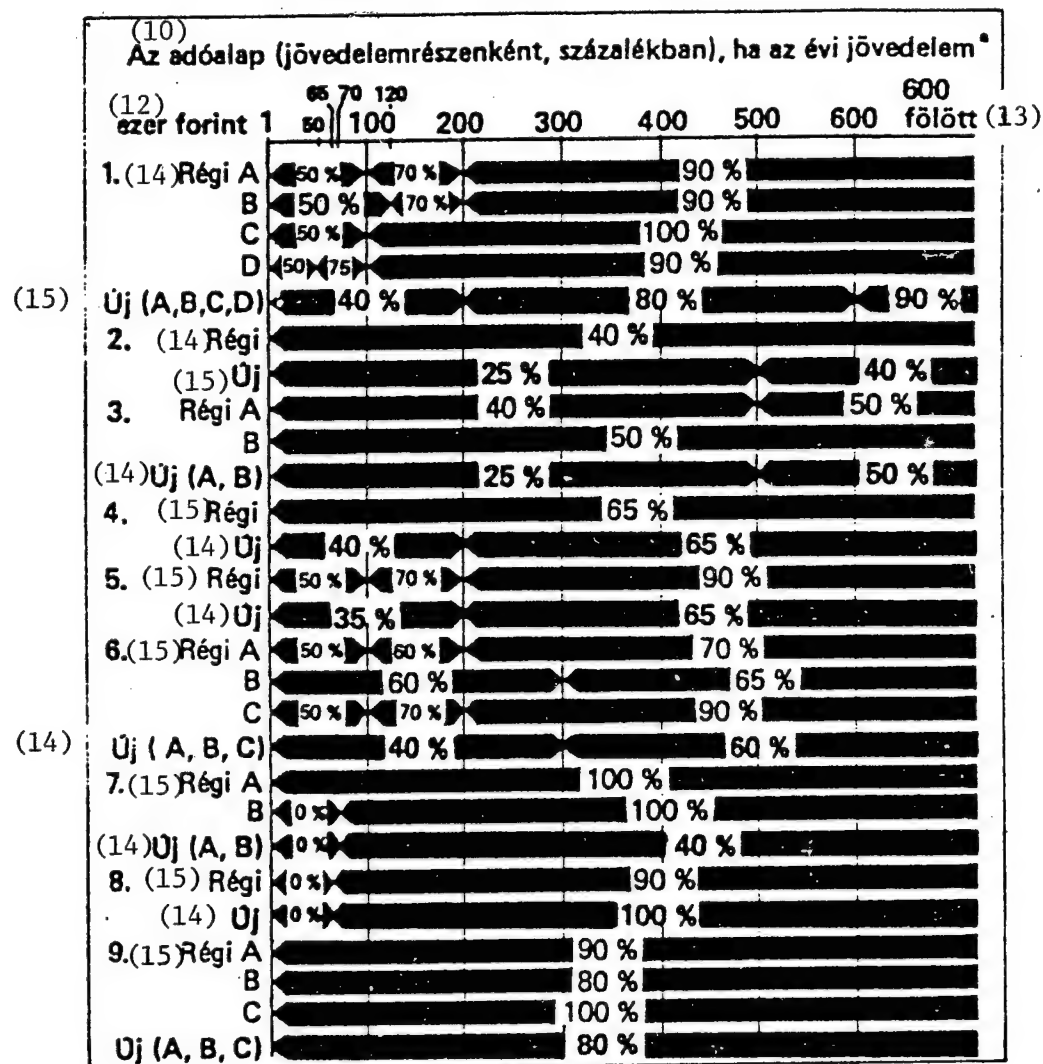 (10)
Az adóalap (jövedelemrészenként, százalékban), ha az évi jövedelem*
65 70 120 600
(12) ezer forint 1 50 100 200 300 400 500 600 fölött (13)
1. (14) Régi A 50 % 70 % 90 %
B 50 % 70 % 90 %
C 50 % 100 %
D 50 75 90 %
(15) Új (A,B,C,D) 40 % 80 % 90 %
2. (14) Régi 40 %
(15) Új 25 % 40 %
3. Régi A 40 % 50 %
B 50 %
(14) Új (A, B) 25 % 50 %
4. (15) Régi 65 %
(14) Új 40 % 65 %
5. (15) Régi 50 % 70 % 90 %
(14) Új 35 % 65 %
6. (15) Régi A 50 % 60 % 70 %
B 60 % 65 %
C 50 % 70 % 90 %
(14) Új ( A, B, C) 40 % 60 %
7. (15) Régi A 100 %
B 0 % 100 %
(14) Új (A, B) 0 % 40 %
8. (15) Régi 0 % 90 %
(14) Új 0 % 100 %
9. (15) Régi A 90 %
B 80 %
C 100 %
Új (A, B, C) 80 %